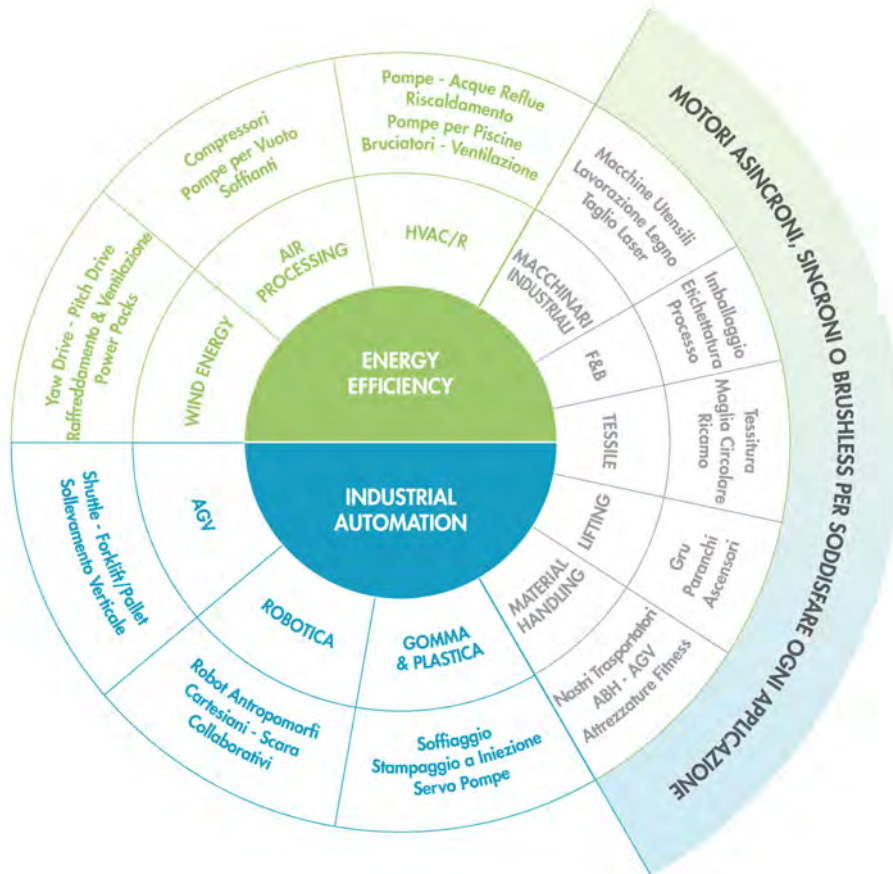 ENERGY
EFFICIENCY
INDUSTRIAL
AUTOMATION
HVAC/R
Pompe - Acque Reflue
Riscaldamento
Pompe per Piscine
Bruciatori - Ventilazione
AIR
PROCESSING
Compressori
Pompe per Vuoto
Soffianti
WIND ENERGY
Yaw Drive - Pitch Drive
Raffreddamento & Ventilazione
Power Packs
AGV
Shuttle - Forklift/Pallet
Sollevamento Verticale
ROBOTICA
Robot Antropomorfi
Cartesiani - Scara
Collaborativi
GOMMA
& PLASTICA
Soffiaggio
Stampaggio a Iniezione
Servo Pompe
MACCHINARI
INDUSTRIALI
Macchine Utensili
Lavorazione Legno
Taglio Laser
F&B
Imballaggio
Etichettatura
Processo
TESSILE
Tessitura
Maglia Circolare
Ricamo
LIFTING
Gru
Paranchi
Ascensori
MATERIAL
HANDLING
Nastri Trasportatori
ABH - AGV
Attrezzature Fitness
MOTORI ASINCRONI, SINCRONI O BRUSHLESS PER SODDISFARE OGNI APPLICAZIONE